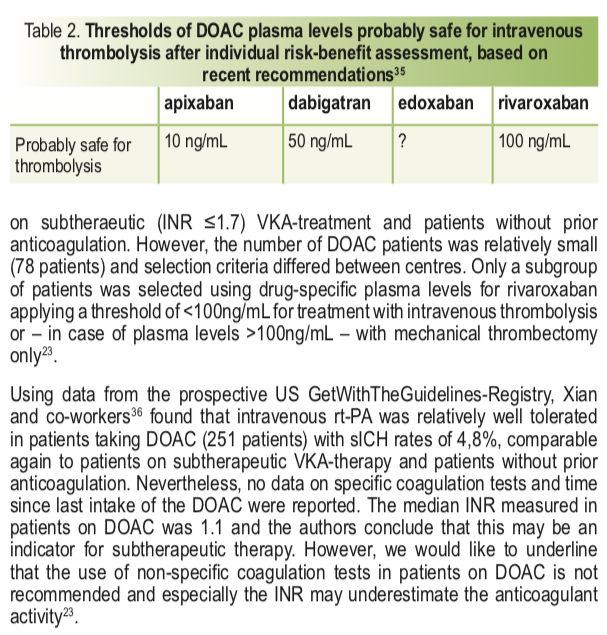 Table 2. Thresholds of DOAC plasma levels probably safe for intravenous
thrombolysis after individual risk-benefit assessment, based on
recent recommendations35
apixaban dabigatran edoxaban rivaroxaban
Probably safe for thrombolysis 10 ng/mL 50 ng/mL ? 100 ng/mL
on subtheraeutic (INR ≤1.7) VKA-treatment and patients without prior
anticoagulation. However, the number of DOAC patients was relatively small
(78 patients) and selection criteria differed between centres. Only a subgroup
of patients was selected using drug-specific plasma levels for rivaroxaban
applying a threshold of <100ng/mL for treatment with intravenous thrombolysis
or – in case of plasma levels >100ng/mL – with mechanical thrombectomy
only23.
Using data from the prospective US GetWithTheGuidelines-Registry, Xian
and co-workers36 found that intravenous rt-PA was relatively well tolerated
in patients taking DOAC (251 patients) with sICH rates of 4,8%, comparable
again to patients on subtherapeutic VKA-therapy and patients without prior
anticoagulation. Nevertheless, no data on specific coagulation tests and time
since last intake of the DOAC were reported. The median INR measured in
patients on DOAC was 1.1 and the authors conclude that this may be an
indicator for subtherapeutic therapy. However, we would like to underline
that the use of non-specific coagulation tests in patients on DOAC is not
recommended and especially the INR may underestimate the anticoagulant
activity23.